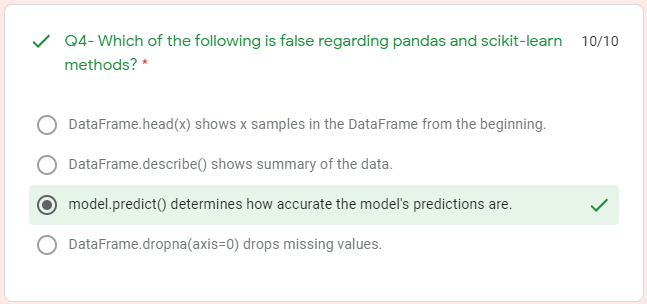 Q4- Which of the following is false regarding pandas and scikit-learn 10/10
methods? *
DataFrame.head(x) shows x samples in the DataFrame from the beginning.
DataFrame.describe() shows summary of the data.
model.predict() determines how accurate the model's predictions are.
DataFrame.dropna(axis=0) drops missing values.